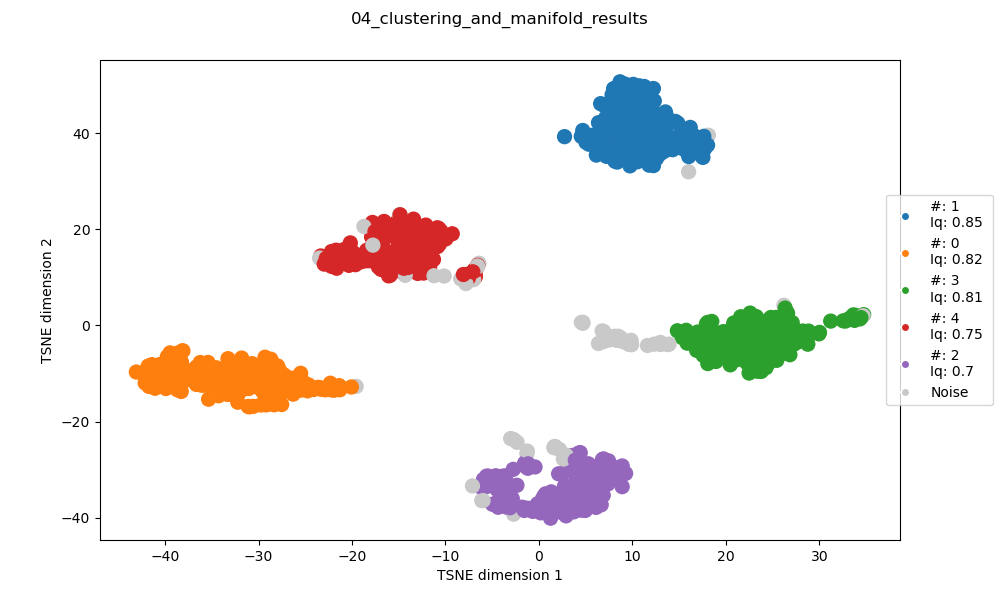 04_clustering_and_manifold_results
40
20
0
−20
−40
TSNE dimension 2
−40
−30
−20
−10
0
10
20
30
TSNE dimension 1
#: 1
Iq: 0.85
#: 0
Iq: 0.82
#: 3
Iq: 0.81
#: 4
Iq: 0.75
#: 2
Iq: 0.7
Noise